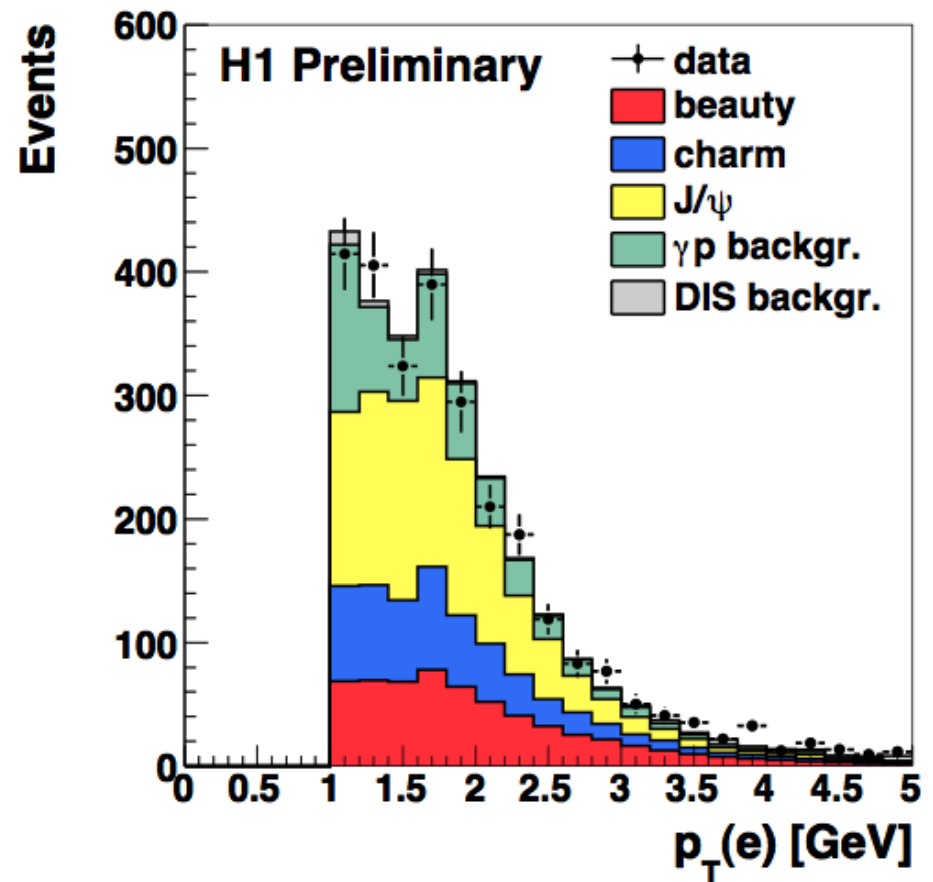 Events
600
500
400
300
200
100
0
H1 Preliminary
data
beauty
charm
J/ψ
γp backgr.
DIS backgr.
0 0.5 1 1.5 2 2.5 3 3.5 4 4.5 5
p_T(e) [GeV]